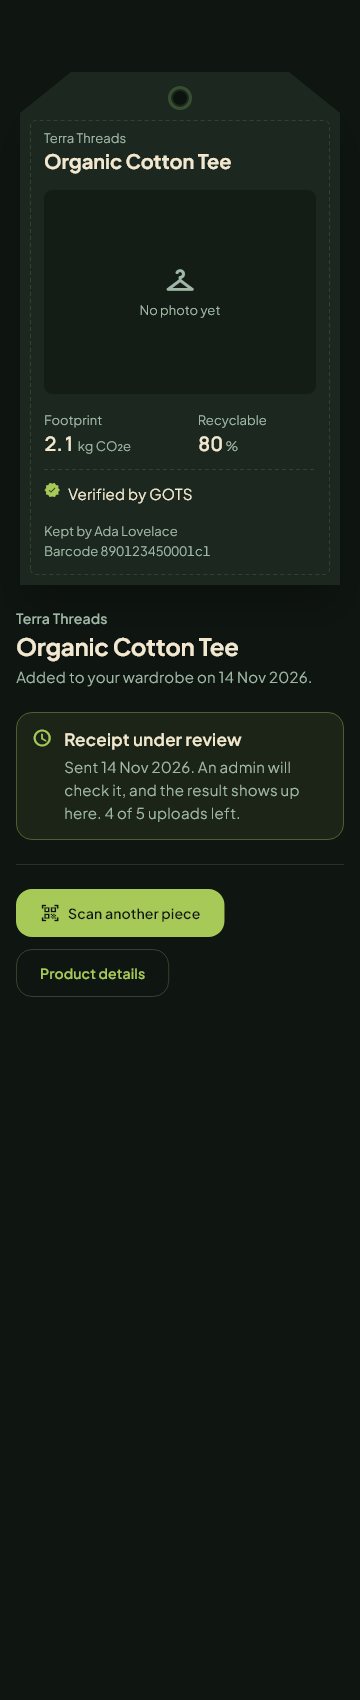 Terra Threads
Organic Cotton Tee
No photo yet
Footprint
Recyclable
2.1 kg CO₂e
80 %
Verified by GOTS
Kept by Ada Lovelace
Barcode 890123450001c1
Terra Threads
Organic Cotton Tee
Added to your wardrobe on 14 Nov 2026.
Receipt under review
Sent 14 Nov 2026. An admin will
check it, and the result shows up
here. 4 of 5 uploads left.
Scan another piece
Product details